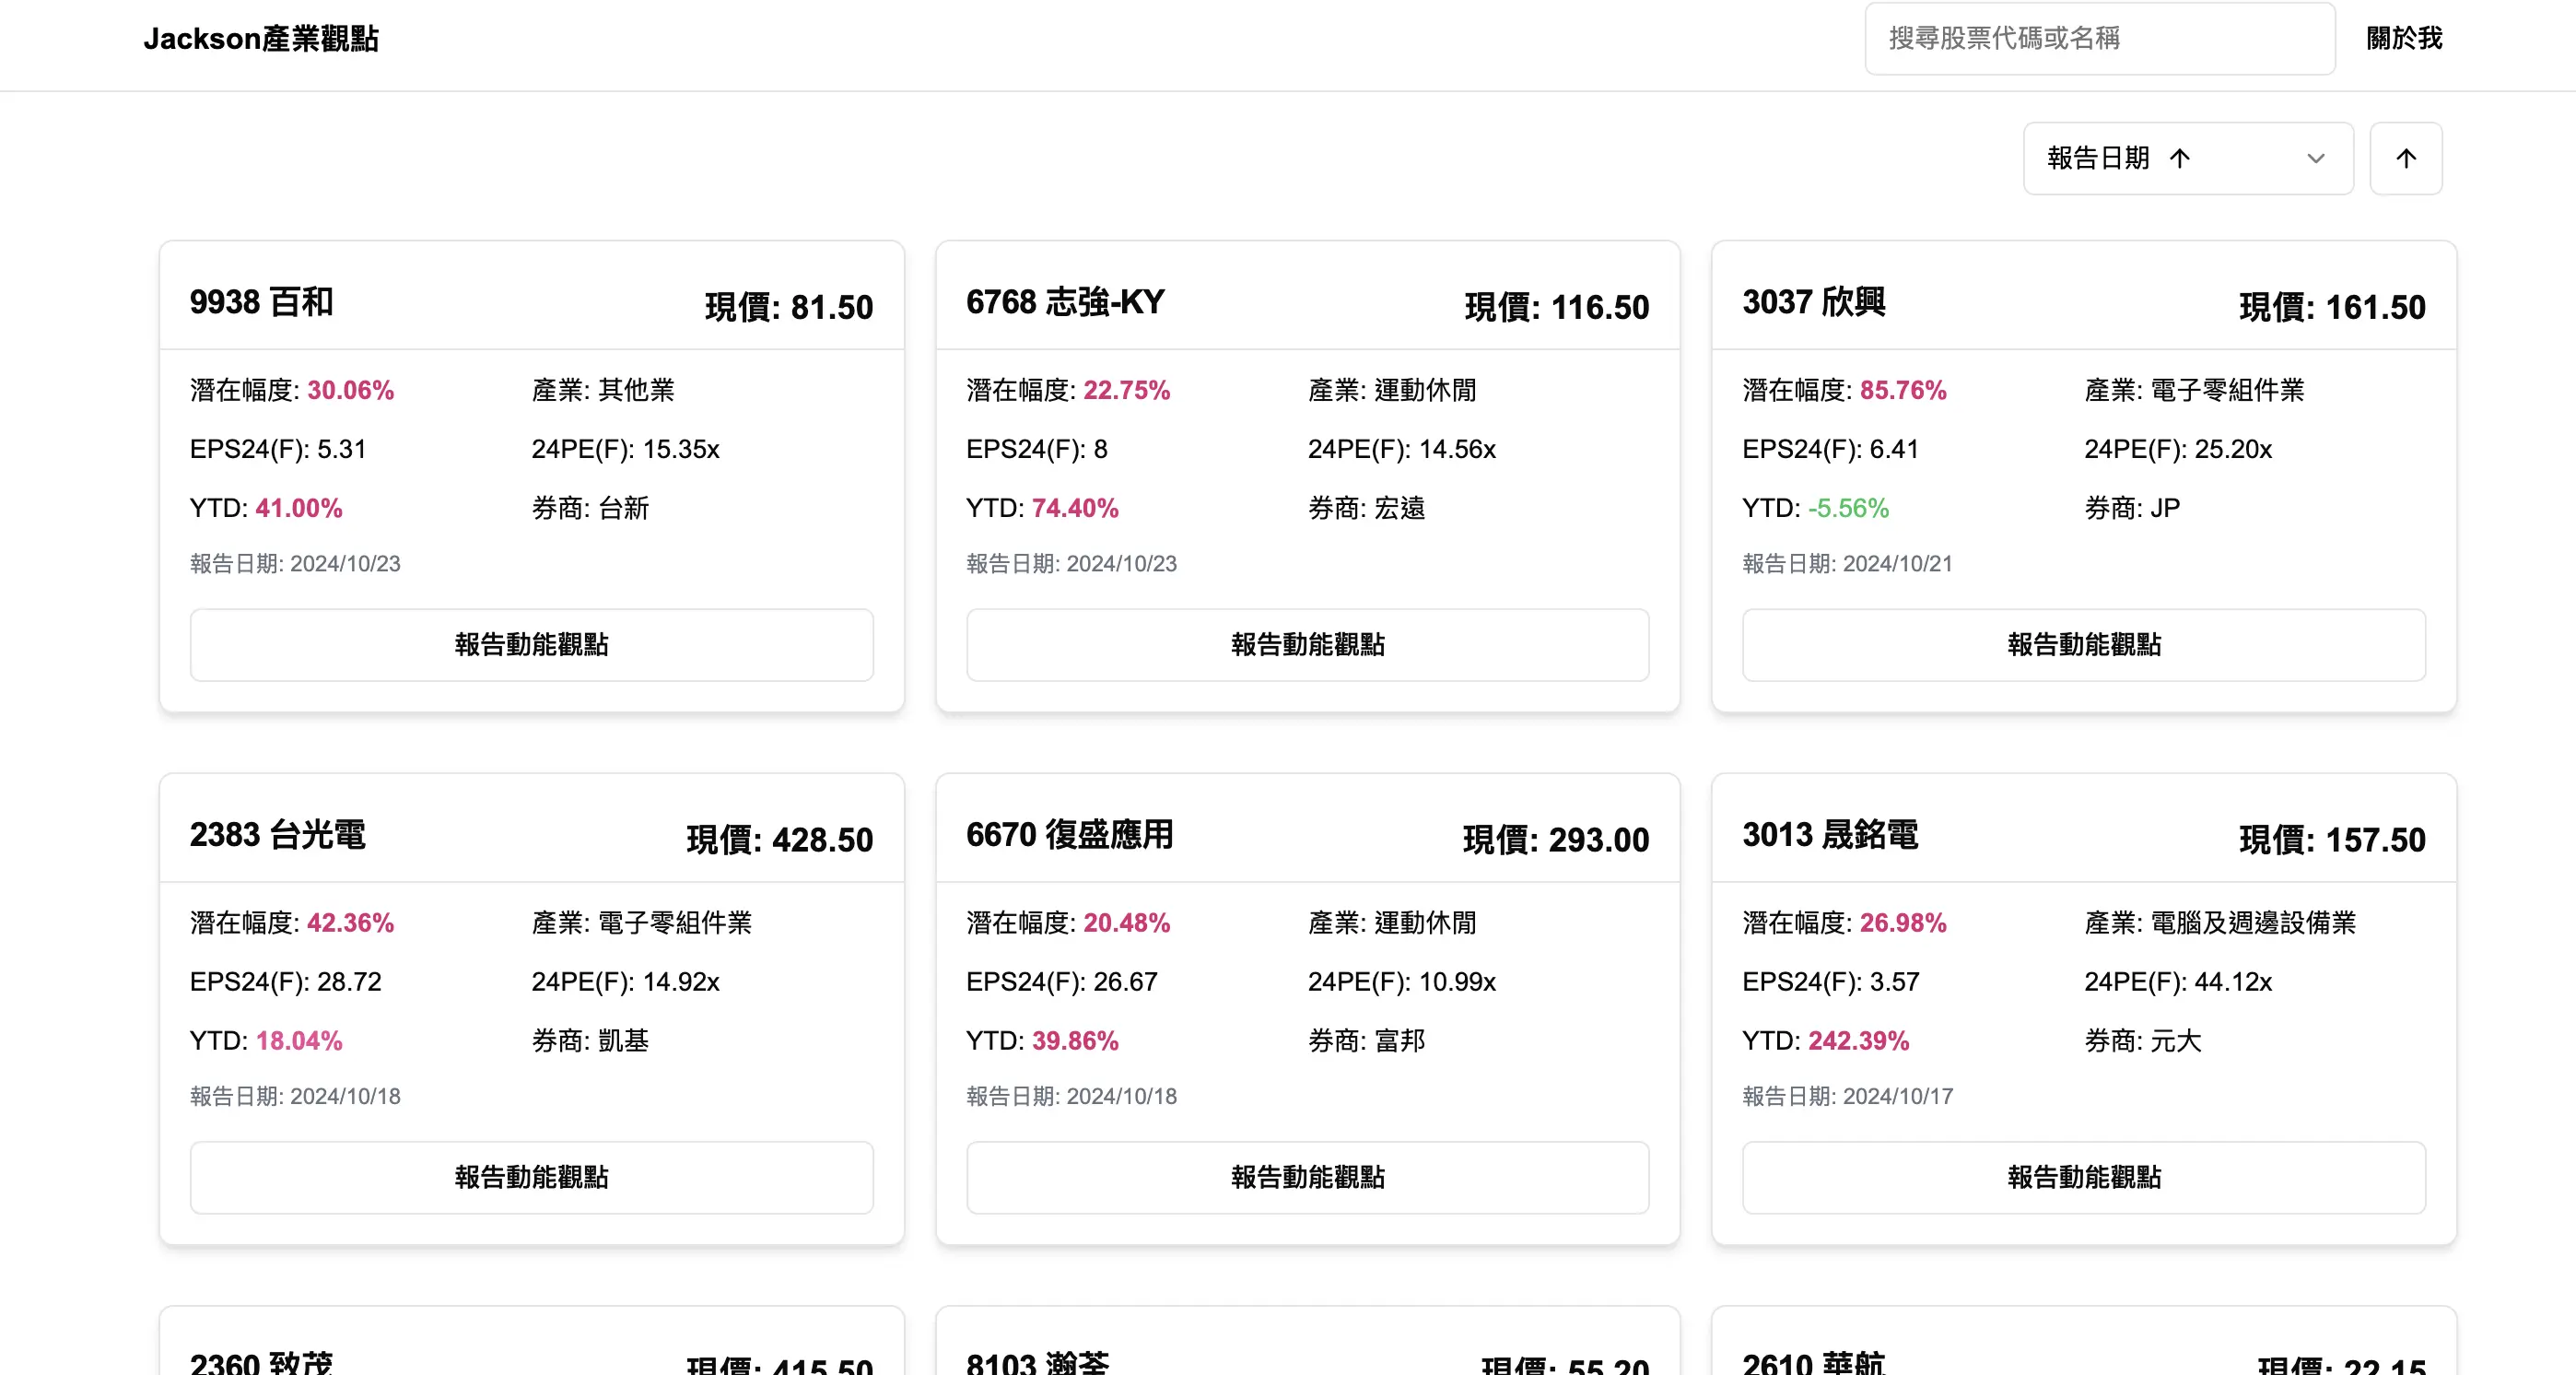 Jackson產業觀點
搜尋股票代碼或名稱
關於我
報告日期 ↑
↑
9938 百和
現價: 81.50
潛在幅度: 30.06%
產業: 其他業
EPS24(F): 5.31
24PE(F): 15.35x
YTD: 41.00%
券商: 台新
報告日期: 2024/10/23
報告動能觀點
6768 志強-KY
現價: 116.50
潛在幅度: 22.75%
產業: 運動休閒
EPS24(F): 8
24PE(F): 14.56x
YTD: 74.40%
券商: 宏遠
報告日期: 2024/10/23
報告動能觀點
3037 欣興
現價: 161.50
潛在幅度: 85.76%
產業: 電子零組件業
EPS24(F): 6.41
24PE(F): 25.20x
YTD: -5.56%
券商: JP
報告日期: 2024/10/21
報告動能觀點
2383 台光電
現價: 428.50
潛在幅度: 42.36%
產業: 電子零組件業
EPS24(F): 28.72
24PE(F): 14.92x
YTD: 18.04%
券商: 凱基
報告日期: 2024/10/18
報告動能觀點
6670 復盛應用
現價: 293.00
潛在幅度: 20.48%
產業: 運動休閒
EPS24(F): 26.67
24PE(F): 10.99x
YTD: 39.86%
券商: 富邦
報告日期: 2024/10/18
報告動能觀點
3013 晟銘電
現價: 157.50
潛在幅度: 26.98%
產業: 電腦及週邊設備業
EPS24(F): 3.57
24PE(F): 44.12x
YTD: 242.39%
券商: 元大
報告日期: 2024/10/17
報告動能觀點
2360 致茂
現價: 415.50
8103 瀚荃
現價: 55.20
2610 華航
現價: 22.15